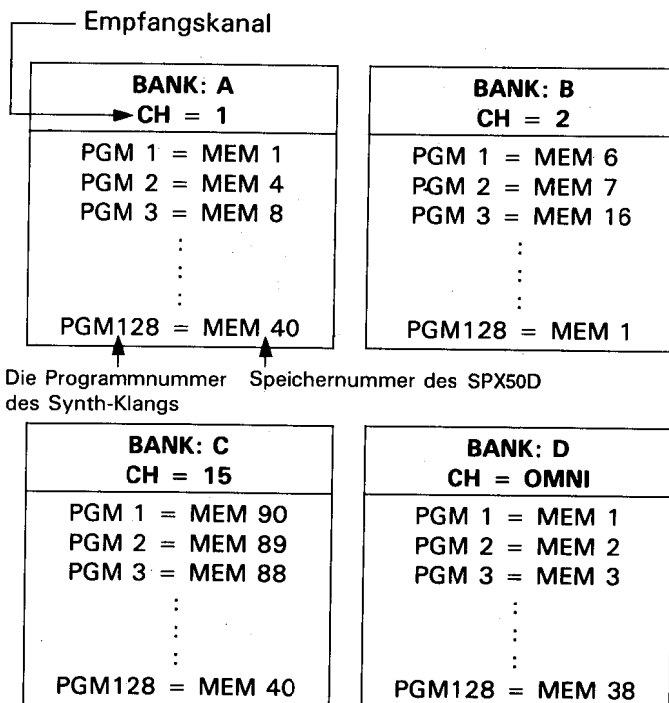 Empfangskanal
BANK: A
CH = 1
PGM 1 = MEM 1
PGM 2 = MEM 4
PGM 3 = MEM 8
:
:
PGM128 = MEM 40
BANK: B
CH = 2
PGM 1 = MEM 6
PGM 2 = MEM 7
PGM 3 = MEM 16
:
:
PGM128 = MEM 1
Die Programmnummer
des Synth-Klangs
Speichernummer des SPX50D
BANK: C
CH = 15
PGM 1 = MEM 90
PGM 2 = MEM 89
PGM 3 = MEM 88
:
:
PGM128 = MEM 40
BANK: D
CH = OMNI
PGM 1 = MEM 1
PGM 2 = MEM 2
PGM 3 = MEM 3
:
:
PGM128 = MEM 38